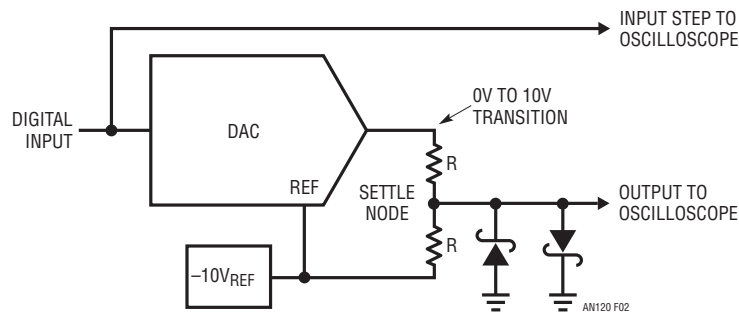 INPUT STEP TO
OSCILLOSCOPE
0V TO 10V
TRANSITION
DIGITAL
INPUT
DAC
R
REF
SETTLE
NODE
OUTPUT TO
OSCILLOSCOPE
R
–10VREF
AN120 F02